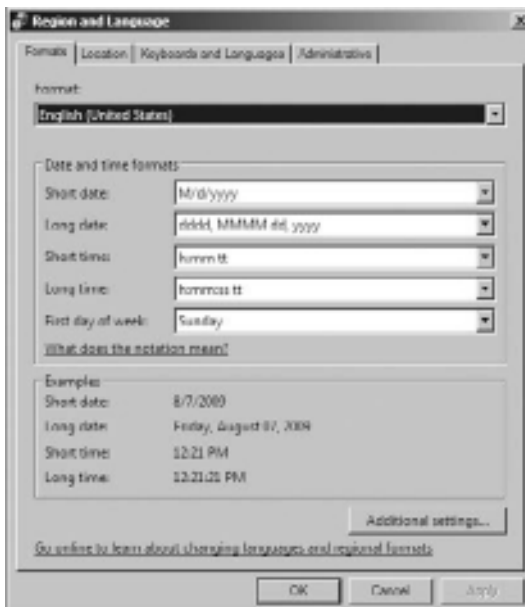 Region and Language
Formats Location Keyboards and Languages Administrative
Format:
English (United States)
Date and time formats
Short date: M/d/yyyy
Long date: dddd, MMMM dd, yyyy
Short time: h:mm tt
Long time: h:mm:ss tt
First day of week: Sunday
What does the notation mean?
Examples
Short date: 8/7/2009
Long date: Friday, August 07, 2009
Short time: 12:21 PM
Long time: 12:21:21 PM
Additional settings...
Go online to learn about changing languages and regional formats
OK Cancel Apply